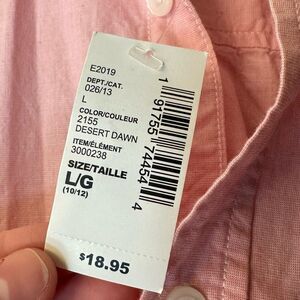 E2019
DEPT./CAT.
026/13
L
COLOR/COULEUR
2155
DESERT DAWN
ITEM/ÉLÉMENT
3000238
SIZE/TAILLE
L/G
(10/12)
$18.95
1 91755 74454 4